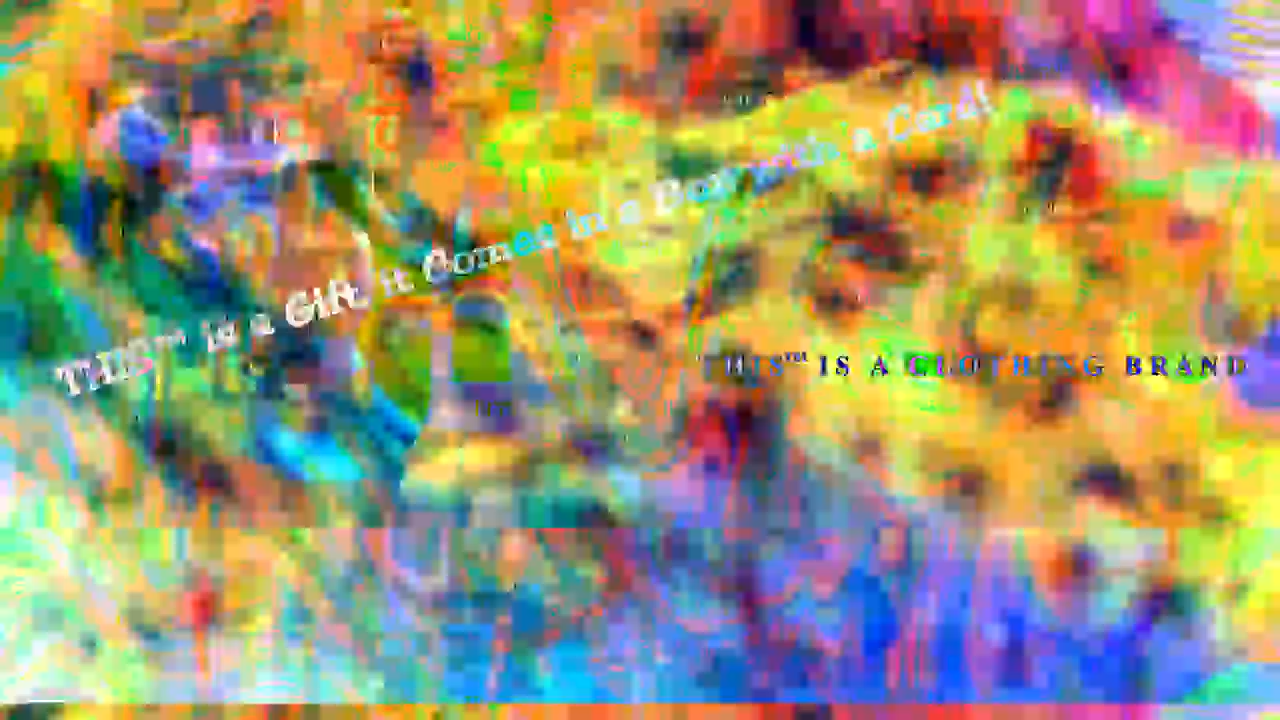 THIS™ is a Gift, it Comes in a Box with a Card!
THIS™ IS A CLOTHING BRAND